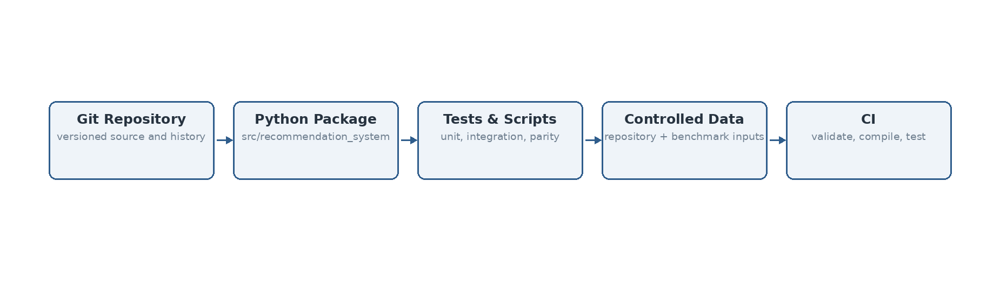 Git Repository
versioned source and history
Python Package
src/recommendation_system
Tests & Scripts
unit, integration, parity
Controlled Data
repository + benchmark inputs
CI
validate, compile, test